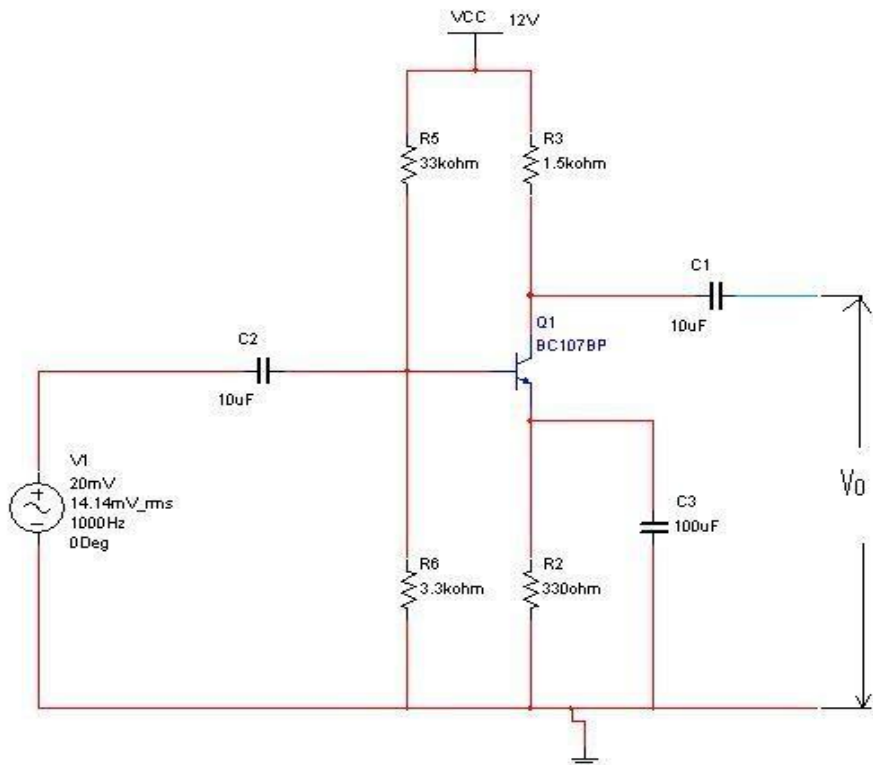 VCC 12V
R5
33kohm
R3
1.5kohm
C1
10uF
Q1
BC107BP
C2
10uF
V1
20mV
14.14mV_rms
1000Hz
0Deg
V0
C3
100uF
R6
3.3kohm
R2
330ohm